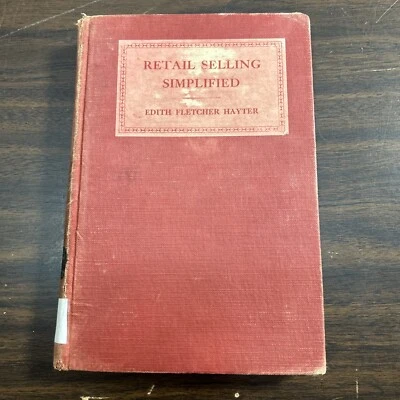 RETAIL SELLING
SIMPLIFIED
EDITH FLETCHER HAYTER